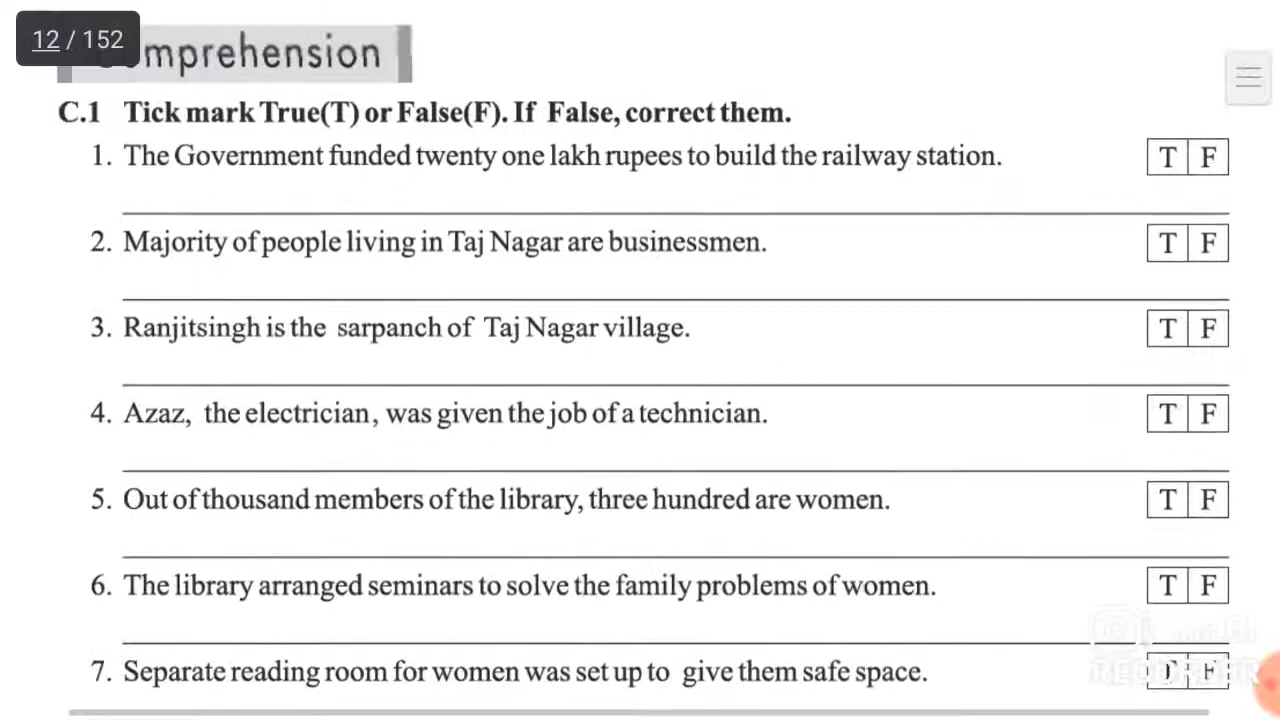 12 / 152
mprehension
C.1 Tick mark True(T) or False(F). If False, correct them.
1. The Government funded twenty one lakh rupees to build the railway station. T F
2. Majority of people living in Taj Nagar are businessmen. T F
3. Ranjitsingh is the sarpanch of Taj Nagar village. T F
4. Azaz, the electrician, was given the job of a technician. T F
5. Out of thousand members of the library, three hundred are women. T F
6. The library arranged seminars to solve the family problems of women. T F
7. Separate reading room for women was set up to give them safe space. T F
RECORDER